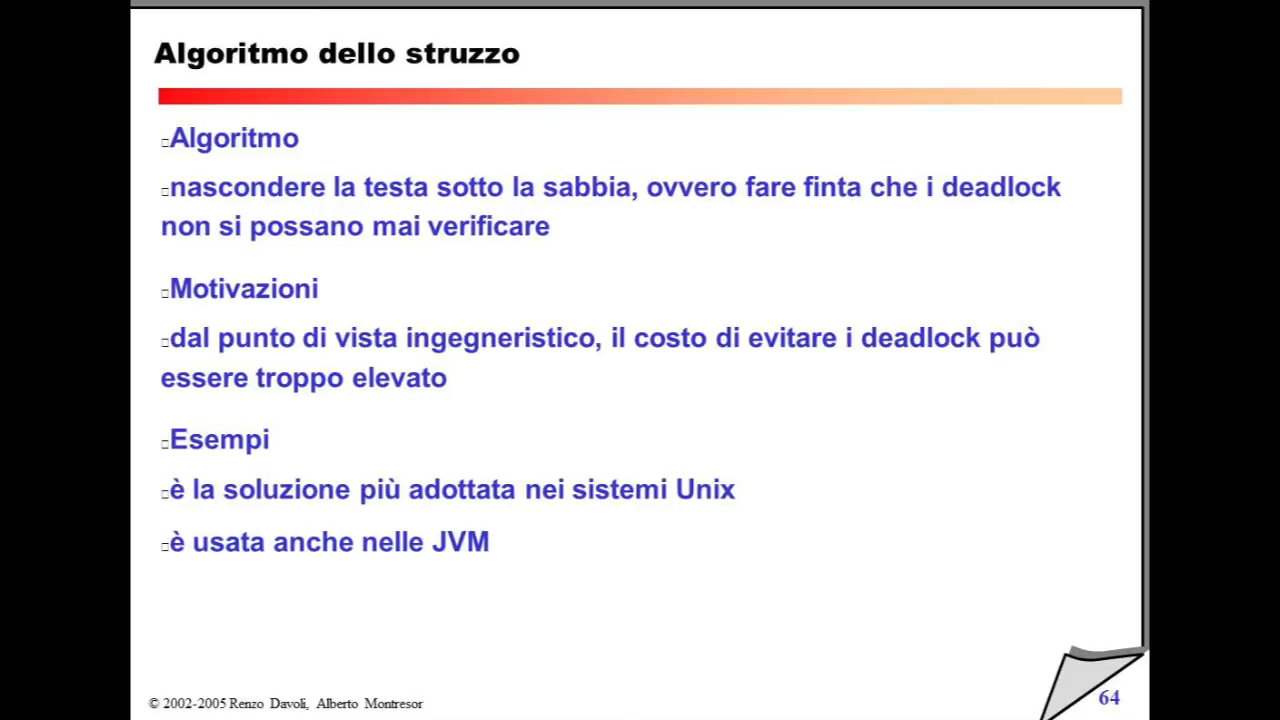 Algoritmo dello struzzo
Algoritmo
nascondere la testa sotto la sabbia, ovvero fare finta che i deadlock
non si possano mai verificare
Motivazioni
dal punto di vista ingegneristico, il costo di evitare i deadlock può
essere troppo elevato
Esempi
è la soluzione più adottata nei sistemi Unix
è usata anche nelle JVM
© 2002-2005 Renzo Davoli, Alberto Montresor
64